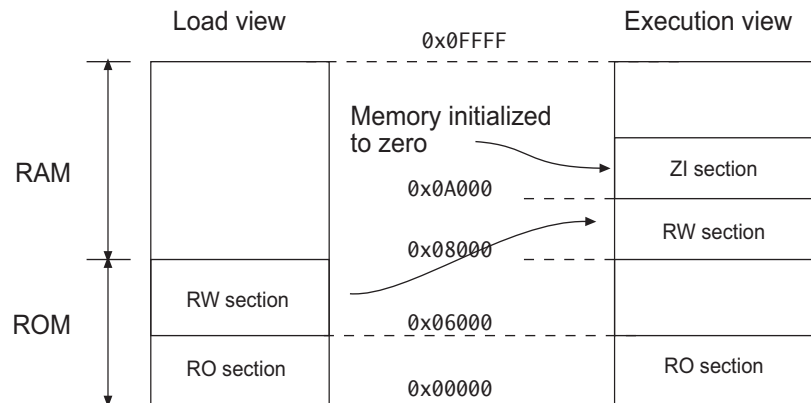 Load view
Execution view
0x0FFFF
Memory initialized
to zero
RAM
ZI section
0x0A000
RW section
0x08000
RW section
ROM
0x06000
RO section
RO section
0x00000